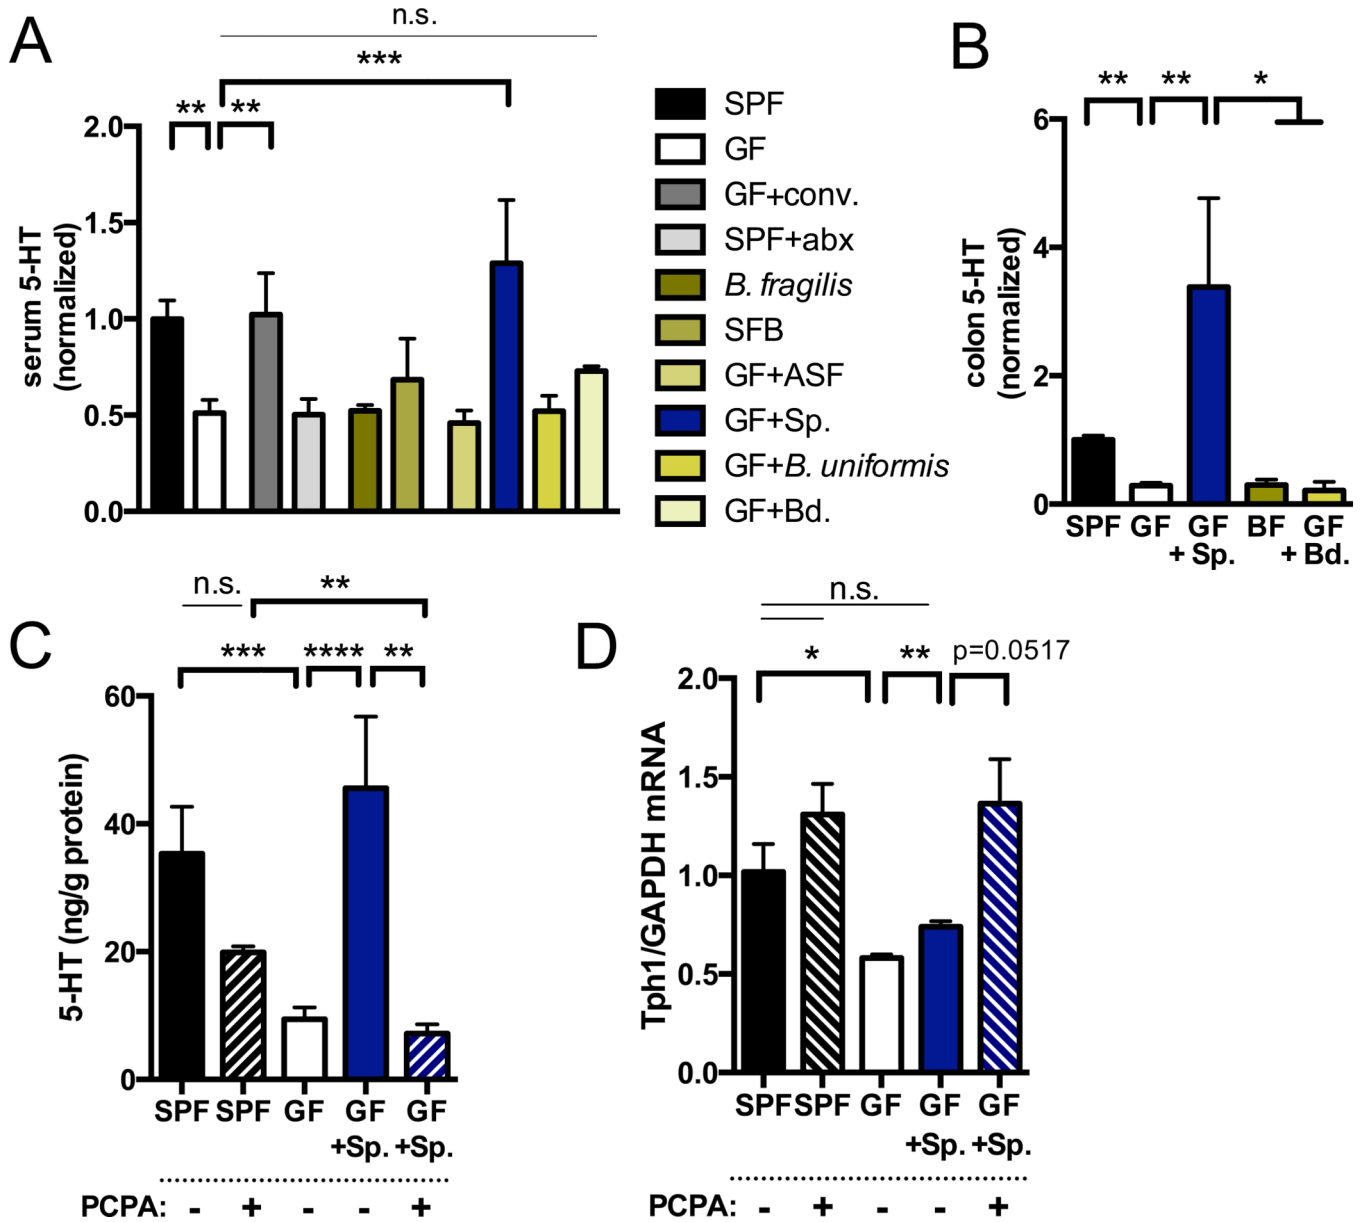 A
n.s.
***
** **
serum 5-HT
(normalized)
2.0
1.5
1.0
0.5
0.0
SPF
GF
GF+conv.
SPF+abx
B. fragilis
SFB
GF+ASF
GF+Sp.
GF+B. uniformis
GF+Bd.
B
** ** *
colon 5-HT
(normalized)
6
4
2
0
SPF GF GF BF GF
+ Sp. + Bd.
C
n.s. **
*** **** **
5-HT (ng/g protein)
60
40
20
0
SPF SPF GF GF GF
+Sp. +Sp.
PCPA: - + - - +
D
n.s.
* ** p=0.0517
Tph1/GAPDH mRNA
2.0
1.5
1.0
0.5
0.0
SPF SPF GF GF GF
+Sp. +Sp.
PCPA: - + - - +